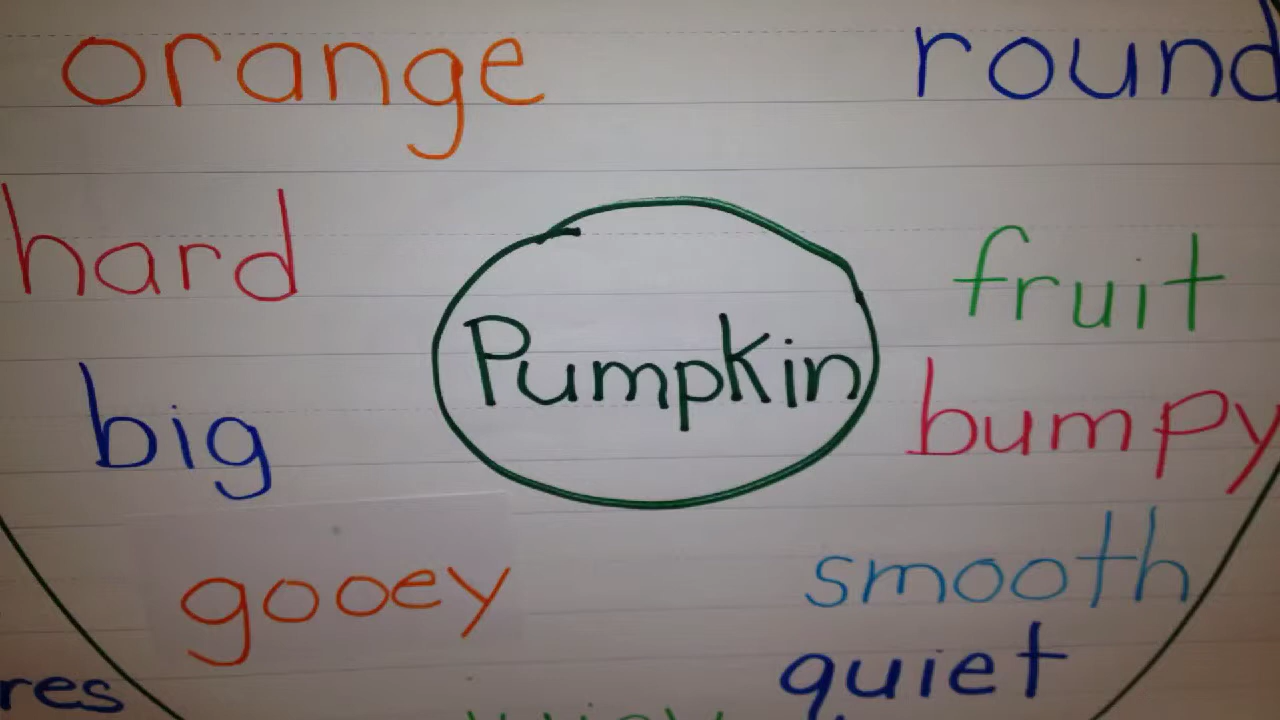 orange round
hard fruit
Pumpkin
big bumpy
gooey smooth
quiet
res